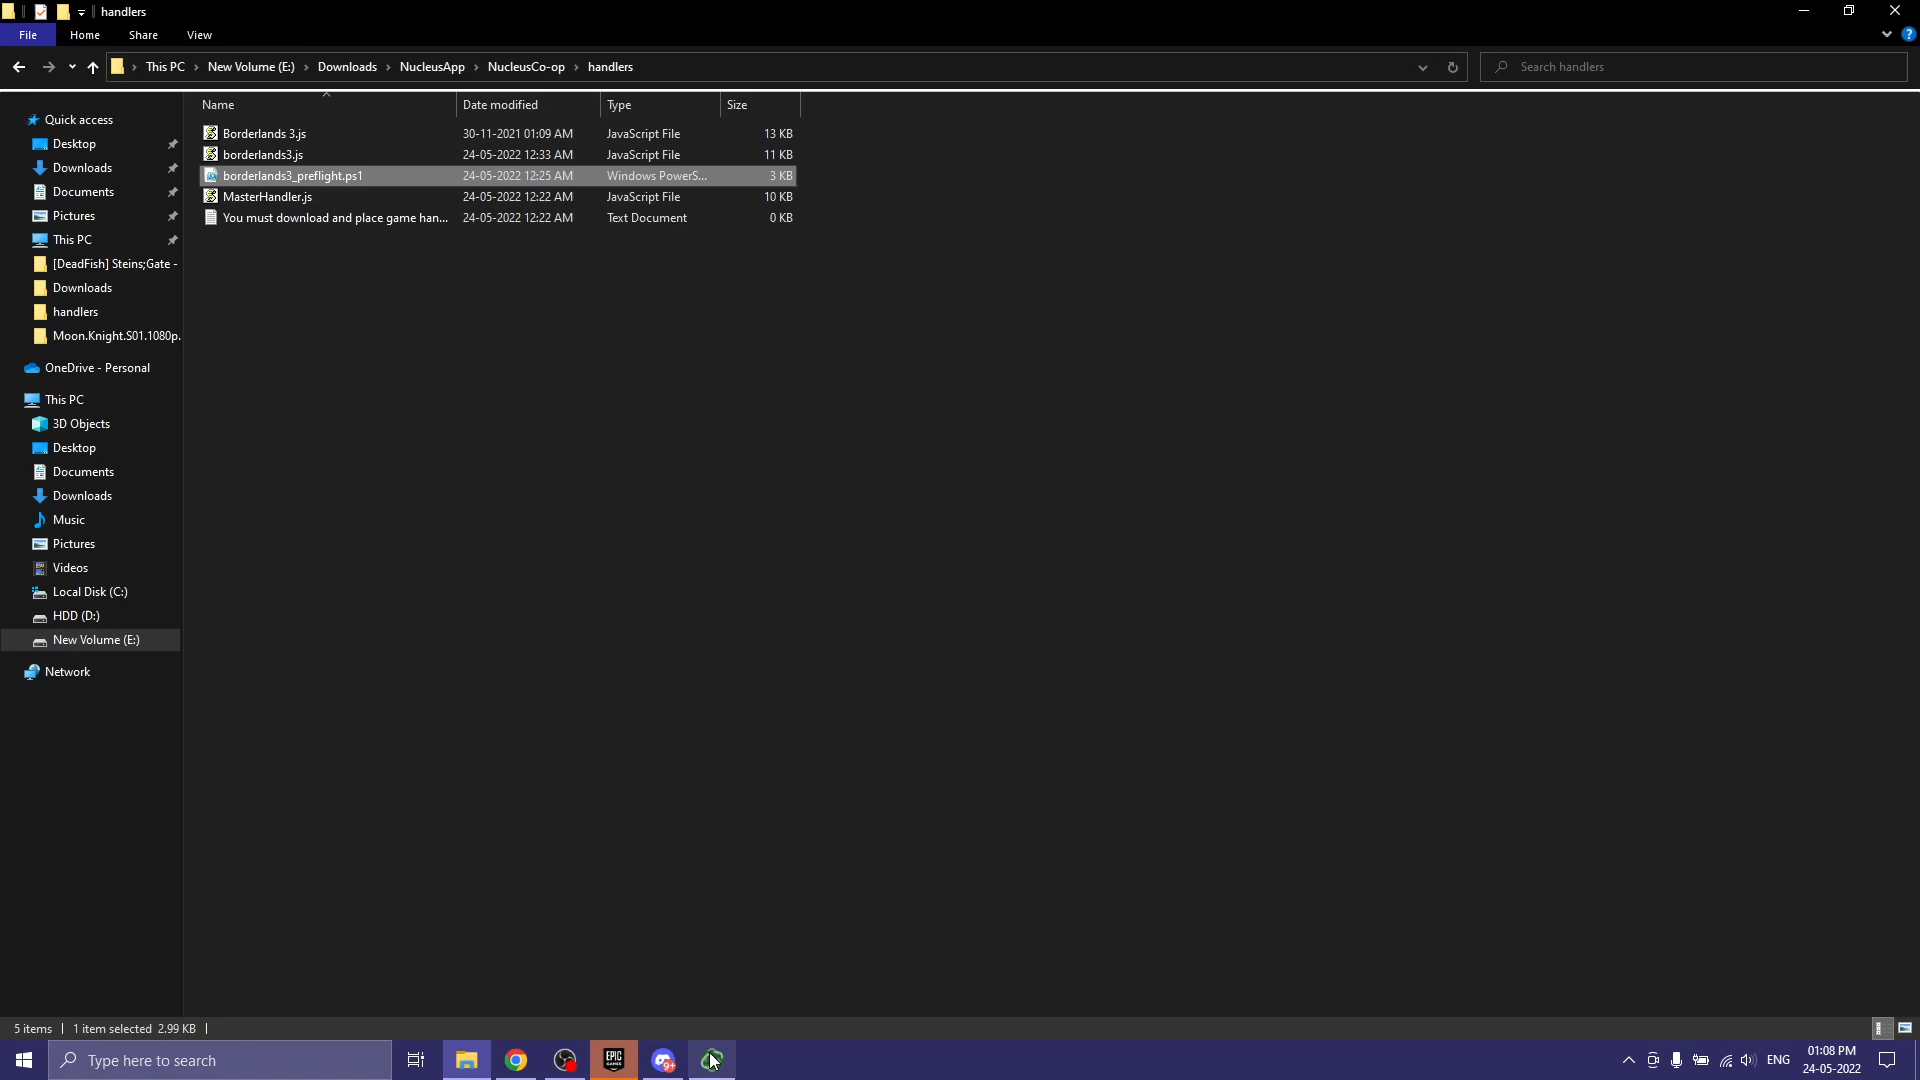 handlers
File Home Share View
This PC New Volume (E:) Downloads NucleusApp NucleusCo-op handlers
Search handlers
Name Date modified Type Size
Borderlands 3.js 30-11-2021 01:09 AM JavaScript File 13 KB
borderlands3.js 24-05-2022 12:33 AM JavaScript File 11 KB
borderlands3_preflight.ps1 24-05-2022 12:25 AM Windows PowerS... 3 KB
MasterHandler.js 24-05-2022 12:22 AM JavaScript File 10 KB
You must download and place game han... 24-05-2022 12:22 AM Text Document 0 KB
Quick access
Desktop
Downloads
Documents
Pictures
This PC
[DeadFish] Steins;Gate -
Downloads
handlers
Moon.Knight.S01.1080p.
OneDrive - Personal
This PC
3D Objects
Desktop
Documents
Downloads
Music
Pictures
Videos
Local Disk (C:)
HDD (D:)
New Volume (E:)
Network
5 items 1 item selected 2.99 KB
Type here to search
EPIC GAMES
9+
ENG
01:08 PM
24-05-2022